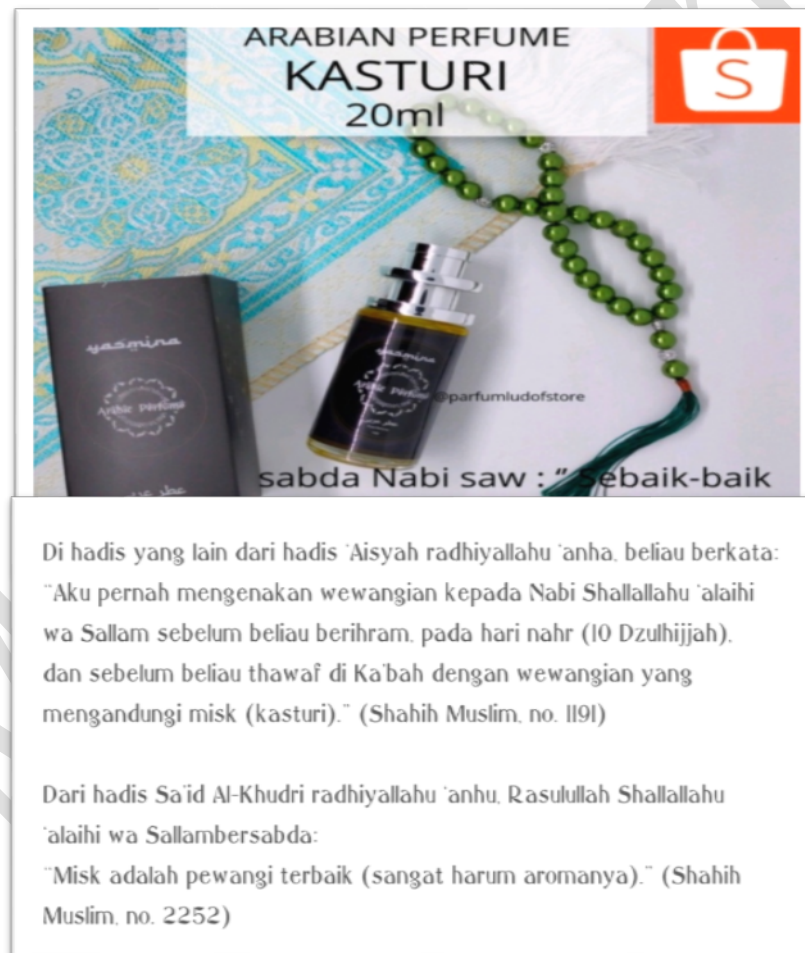 ARABIAN PERFUME
KASTURI
20ml
S
yasmina
Arabic Perfume
yasmina
Arabic Perfume
@parfumludofstore
sabda Nabi saw : “ Sebaik-baik
Di hadis yang lain dari hadis 'Aisyah radhiyallahu 'anha, beliau berkata:
"Aku pernah mengenakan wewangian kepada Nabi Shallallahu 'alaihi
wa Sallam sebelum beliau berihram, pada hari nahr (10 Dzulhijjah),
dan sebelum beliau thawaf di Ka'bah dengan wewangian yang
mengandungi misk (kasturi)." (Shahih Muslim, no. 1191)
Dari hadis Sa'id Al-Khudri radhiyallahu 'anhu, Rasulullah Shallallahu
'alaihi wa Sallambersabda:
"Misk adalah pewangi terbaik (sangat harum aromanya)." (Shahih
Muslim, no. 2252)